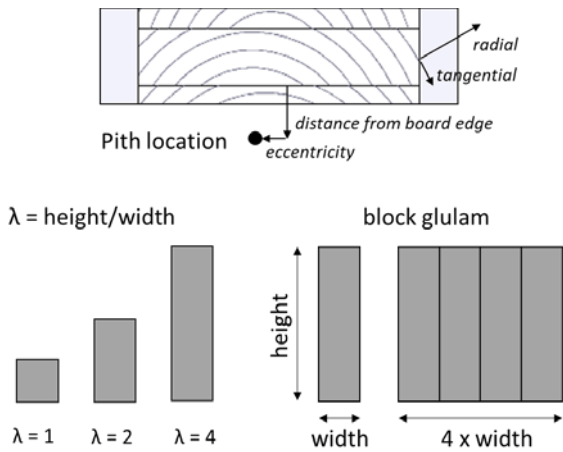 radial
tangential
distance from board edge
Pith location
eccentricity
λ = height/width
block glulam
height
λ = 1
λ = 2
λ = 4
width
4 x width